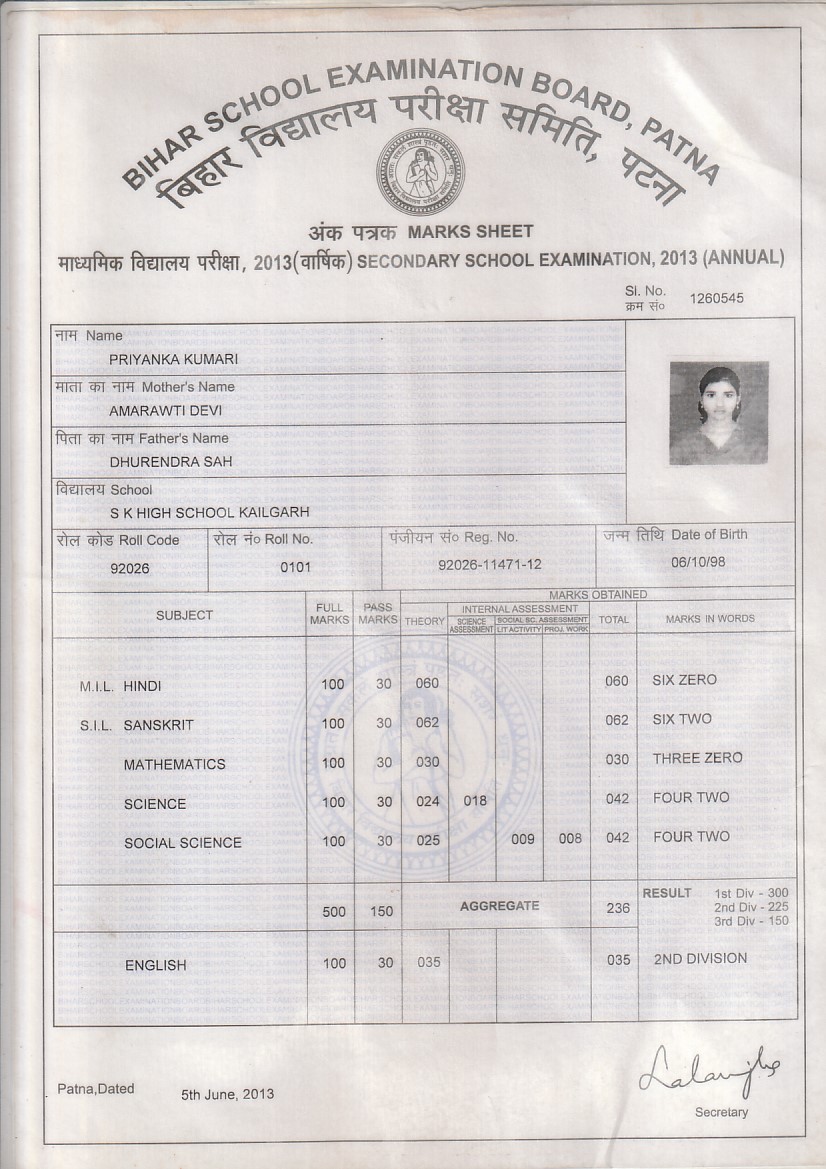 BIHAR SCHOOL EXAMINATION BOARD, PATNA
बिहार विद्यालय परीक्षा समिति, पटना
अंक पत्रक MARKS SHEET
माध्यमिक विद्यालय परीक्षा, 2013(वार्षिक) SECONDARY SCHOOL EXAMINATION, 2013 (ANNUAL)
Sl. No.
क्रम सं० 1260545
नाम Name
PRIYANKA KUMARI
माता का नाम Mother's Name
AMARAWTI DEVI
पिता का नाम Father's Name
DHURENDRA SAH
विद्यालय School
S K HIGH SCHOOL KAILGARH
रोल कोड Roll Code रोल नं० Roll No. पंजीयन सं० Reg. No. जन्म तिथि Date of Birth
92026 0101 92026-11471-12 06/10/98
MARKS OBTAINED
SUBJECT FULL MARKS PASS MARKS THEORY INTERNAL ASSESSMENT TOTAL MARKS IN WORDS
SCIENCE ASSESSMENT SOCIAL SC. ASSESSMENT
LIT ACTIVITY PROJ. WORK
M.I.L. HINDI 100 30 060 060 SIX ZERO
S.I.L. SANSKRIT 100 30 062 062 SIX TWO
MATHEMATICS 100 30 030 030 THREE ZERO
SCIENCE 100 30 024 018 042 FOUR TWO
SOCIAL SCIENCE 100 30 025 009 008 042 FOUR TWO
500 150 AGGREGATE 236 RESULT 1st Div - 300
2nd Div - 225
3rd Div - 150
ENGLISH 100 30 035 035 2ND DIVISION
Patna,Dated 5th June, 2013
Secretary